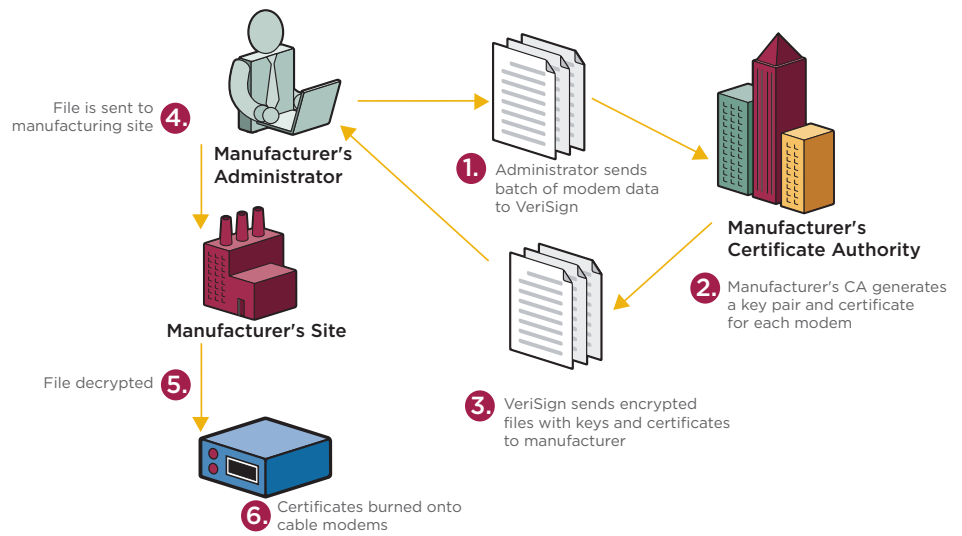 File is sent to
manufacturing site
4.
Manufacturer's
Administrator
1.
Administrator sends
batch of modem data
to VeriSign
Manufacturer's
Certificate Authority
2.
Manufacturer's CA generates
a key pair and certificate
for each modem
3.
VeriSign sends encrypted
files with keys and certificates
to manufacturer
Manufacturer's Site
File decrypted
5.
6.
Certificates burned onto
cable modems